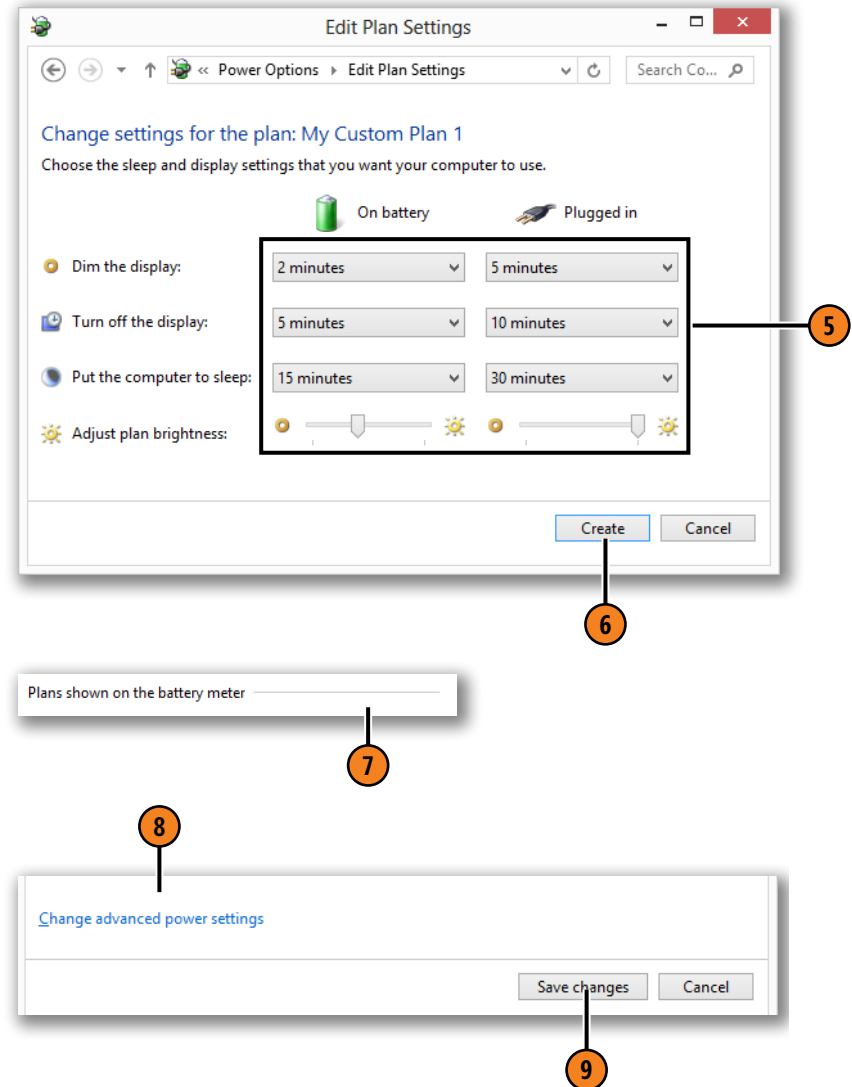 Edit Plan Settings
« Power Options ▸ Edit Plan Settings Search Co...
Change settings for the plan: My Custom Plan 1
Choose the sleep and display settings that you want your computer to use.
On battery Plugged in
Dim the display: 2 minutes 5 minutes
Turn off the display: 5 minutes 10 minutes
5
Put the computer to sleep: 15 minutes 30 minutes
Adjust plan brightness:
Create Cancel
6
Plans shown on the battery meter
7
8
Change advanced power settings
Save changes Cancel
9